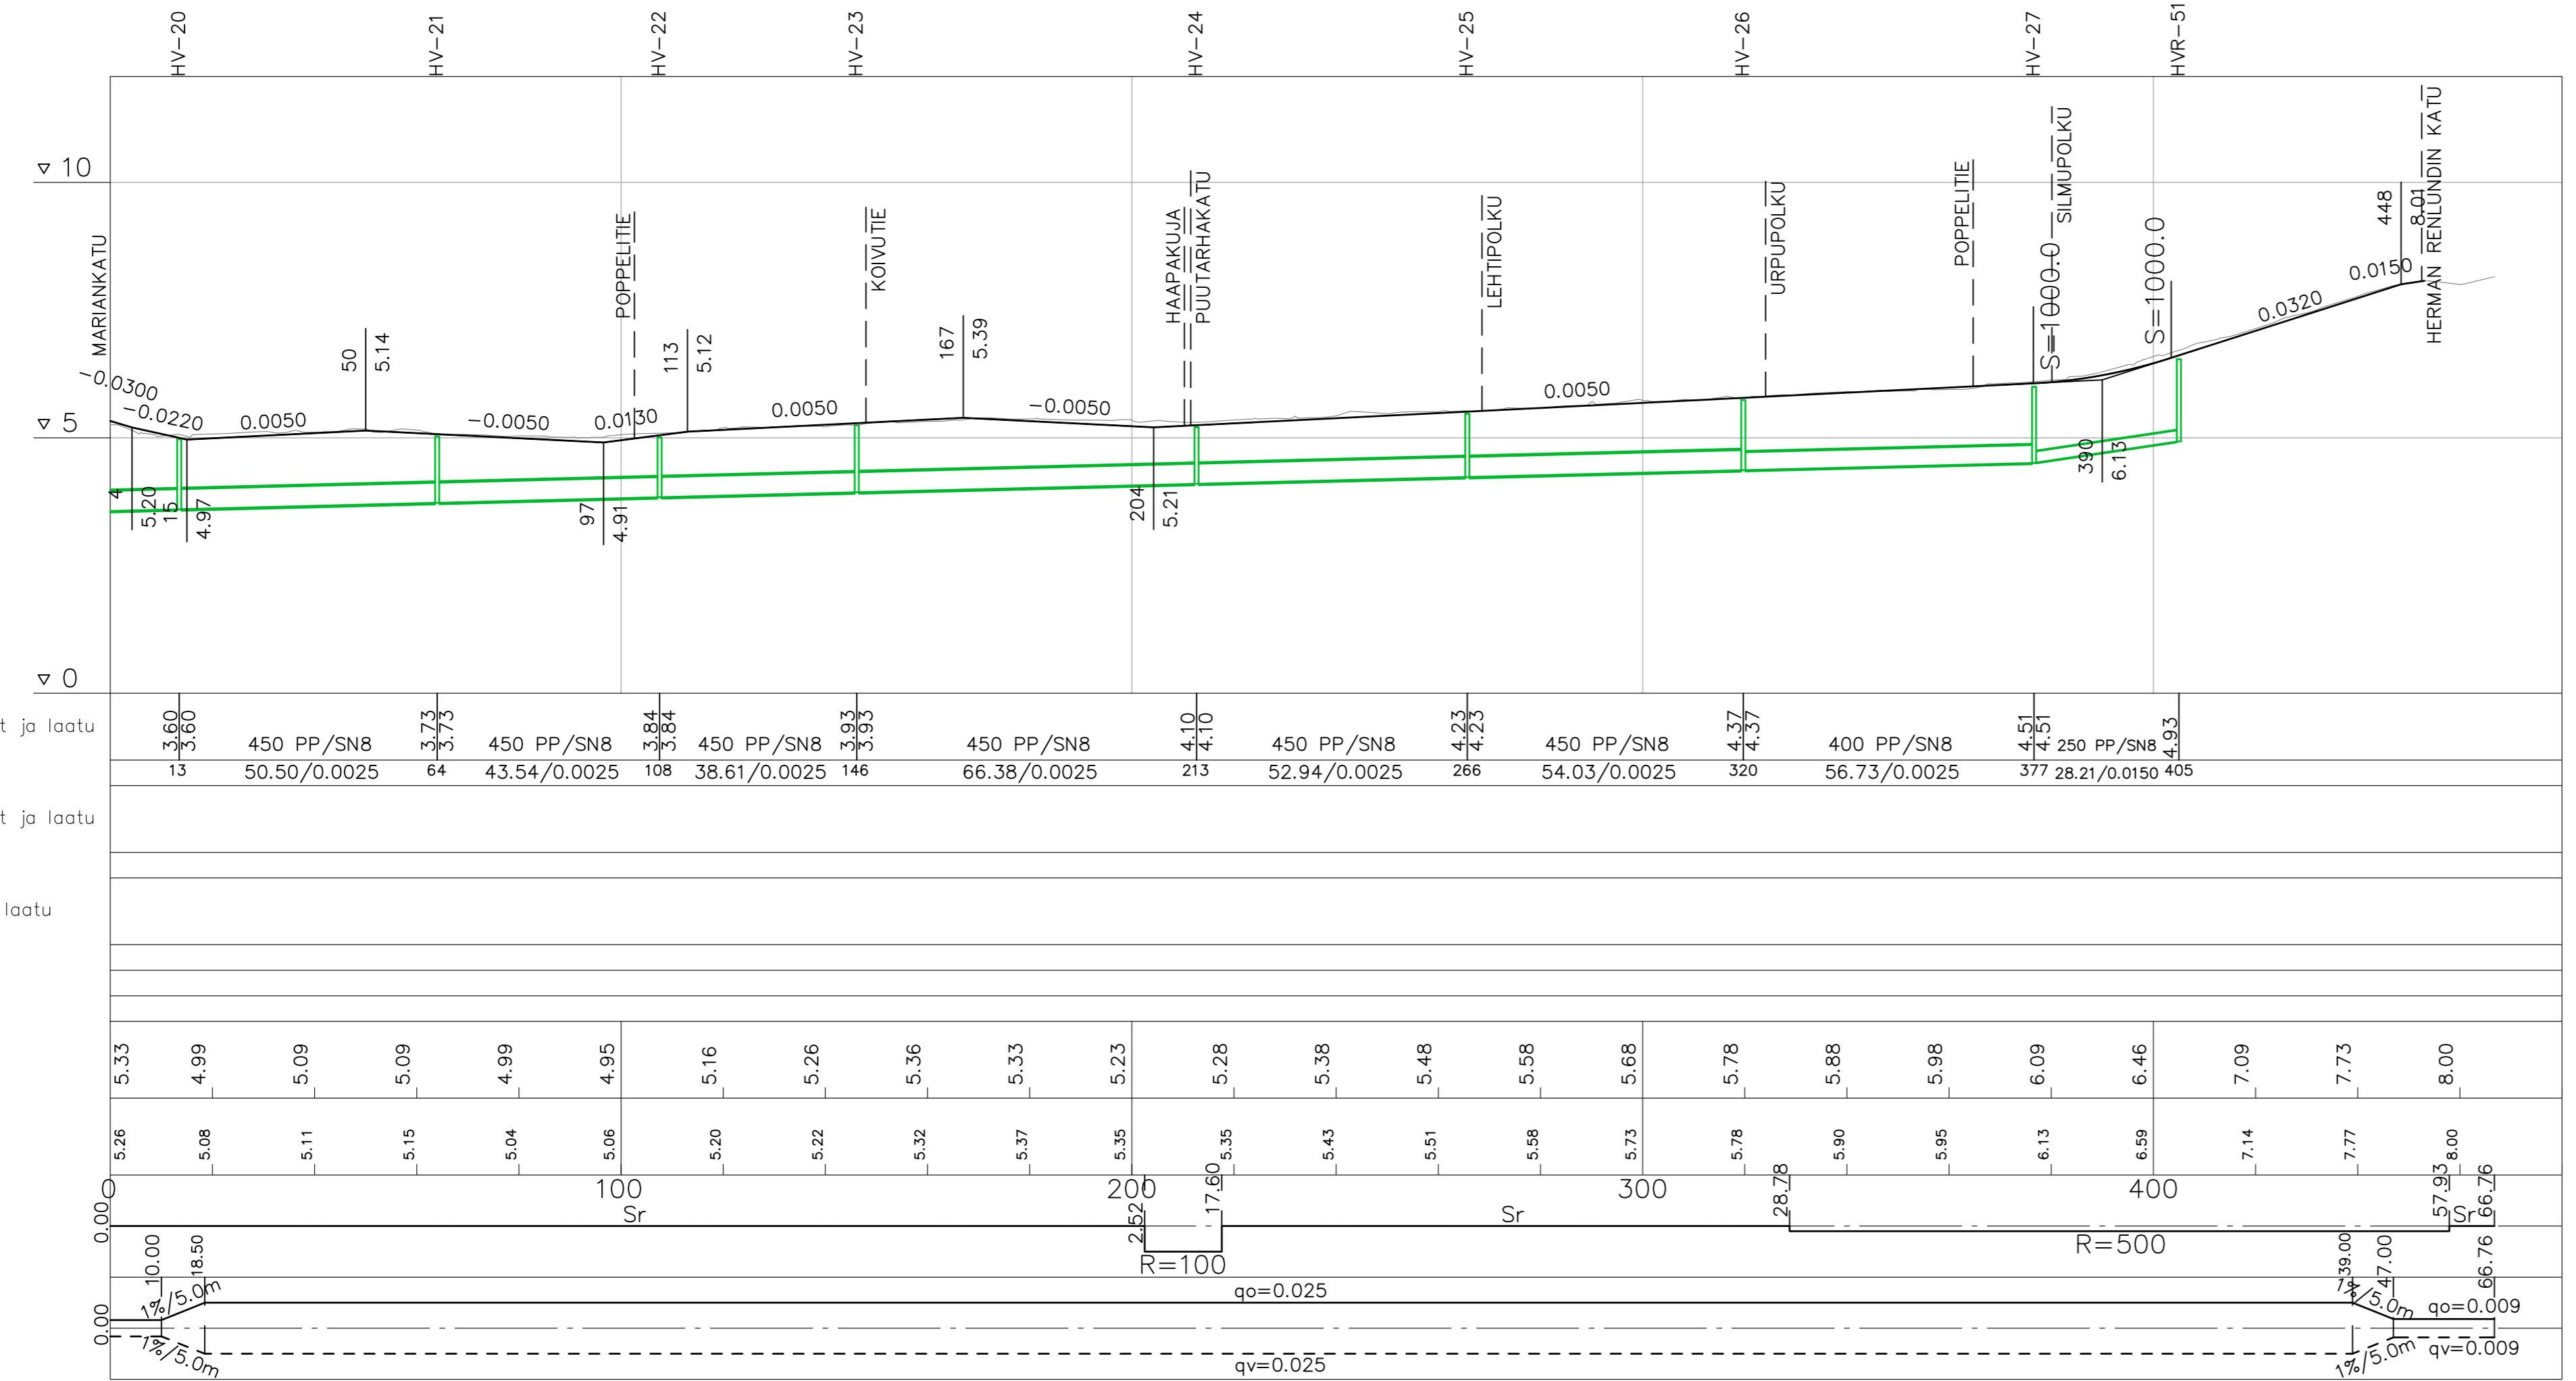 HV-20 HV-21 HV-22 HV-23 HV-24 HV-25 HV-26 HV-27 HVR-51
10
5
0
MARIANKATU
POPPELITIE
KOIVUTIE
HAAPAKUJA
PUUTARHAKATU
LEHTIPOLKU
URPUPOLKU
POPPELITIE
SILMUPOLKU
HERMAN RENLUNDIN KATU
S=1000.0
S=1000.0
-0.0300
-0.0220
0.0050
-0.0050
0.0130
0.0050
-0.0050
0.0050
0.0320
0.0150
4
5.20
15
4.97
50
5.14
97
4.91
113
5.12
167
5.39
204
5.21
390
6.13
448
8.01
t ja laatu
3.60 3.60 3.73 3.73 3.84 3.84 3.93 3.93 4.10 4.10 4.23 4.23 4.37 4.37 4.51 4.51 4.93
450 PP/SN8 450 PP/SN8 450 PP/SN8 450 PP/SN8 450 PP/SN8 450 PP/SN8 400 PP/SN8 250 PP/SN8
13 50.50/0.0025 64 43.54/0.0025 108 38.61/0.0025 146 66.38/0.0025 213 52.94/0.0025 266 54.03/0.0025 320 56.73/0.0025 377 28.21/0.0150 405
t ja laatu
laatu
5.33 4.99 5.09 5.09 4.99 4.95 5.16 5.26 5.36 5.33 5.23 5.28 5.38 5.48 5.58 5.68 5.78 5.88 5.98 6.09 6.46 7.09 7.73 8.00
5.26 5.08 5.11 5.15 5.04 5.06 5.20 5.22 5.32 5.37 5.35 5.35 5.43 5.51 5.58 5.73 5.78 5.90 5.95 6.13 6.59 7.14 7.77 8.00
0 100 200 300 400
0.00 Sr 2.52 R=100 17.60 Sr 28.78 R=500 57.93 Sr 66.76
0.00 10.00 18.50 39.00 47.00 66.76
1%/5.0m qo=0.025 1%/5.0m qo=0.009
1%/5.0m qv=0.025 1%/5.0m qv=0.009